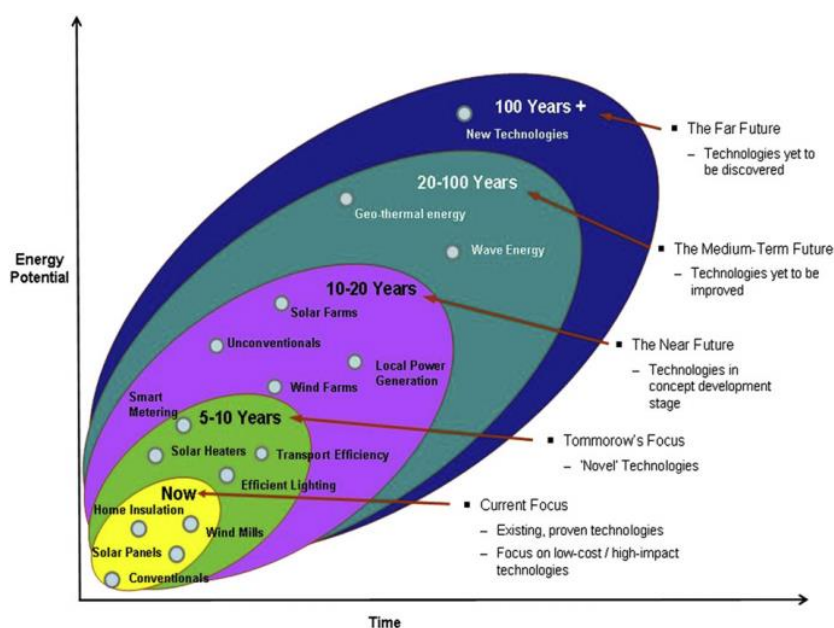 100 Years +
New Technologies
▪ The Far Future
– Technologies yet to
be discovered
20-100 Years
Geo-thermal energy
Wave Energy
▪ The Medium-Term Future
– Technologies yet to be
improved
Energy
Potential
10-20 Years
Solar Farms
Unconventionals
Local Power
Generation
Wind Farms
▪ The Near Future
– Technologies in
concept development
stage
Smart
Metering
5-10 Years
Solar Heaters
Transport Efficiency
Efficient Lighting
▪ Tommorow's Focus
– 'Novel' Technologies
Now
Home Insulation
Wind Mills
Solar Panels
Conventionals
▪ Current Focus
– Existing, proven technologies
– Focus on low-cost / high-impact
technologies
Time